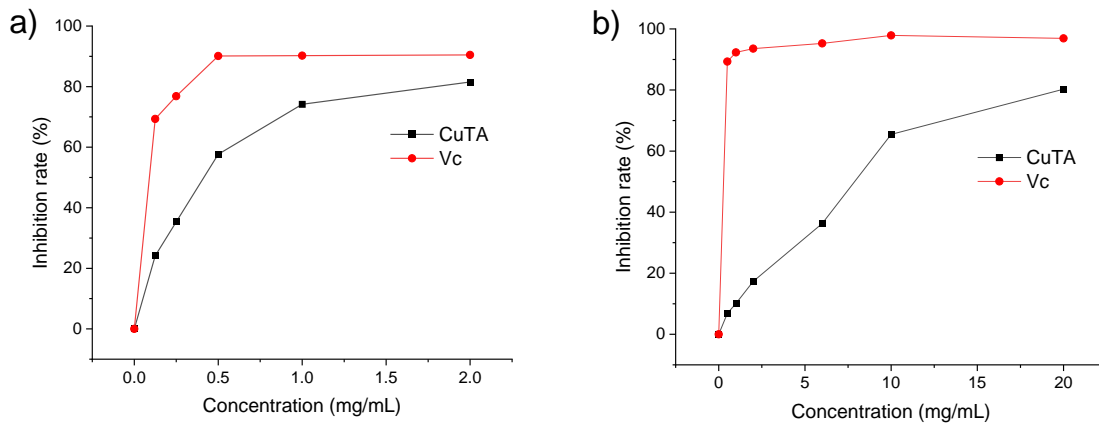 a)
100
80
60
40
20
0
Inhibition rate (%)
CuTA
Vc
0.0 0.5 1.0 1.5 2.0
Concentration (mg/mL)
b)
100
80
60
40
20
0
Inhibition rate (%)
CuTA
Vc
0 5 10 15 20
Concentration (mg/mL)